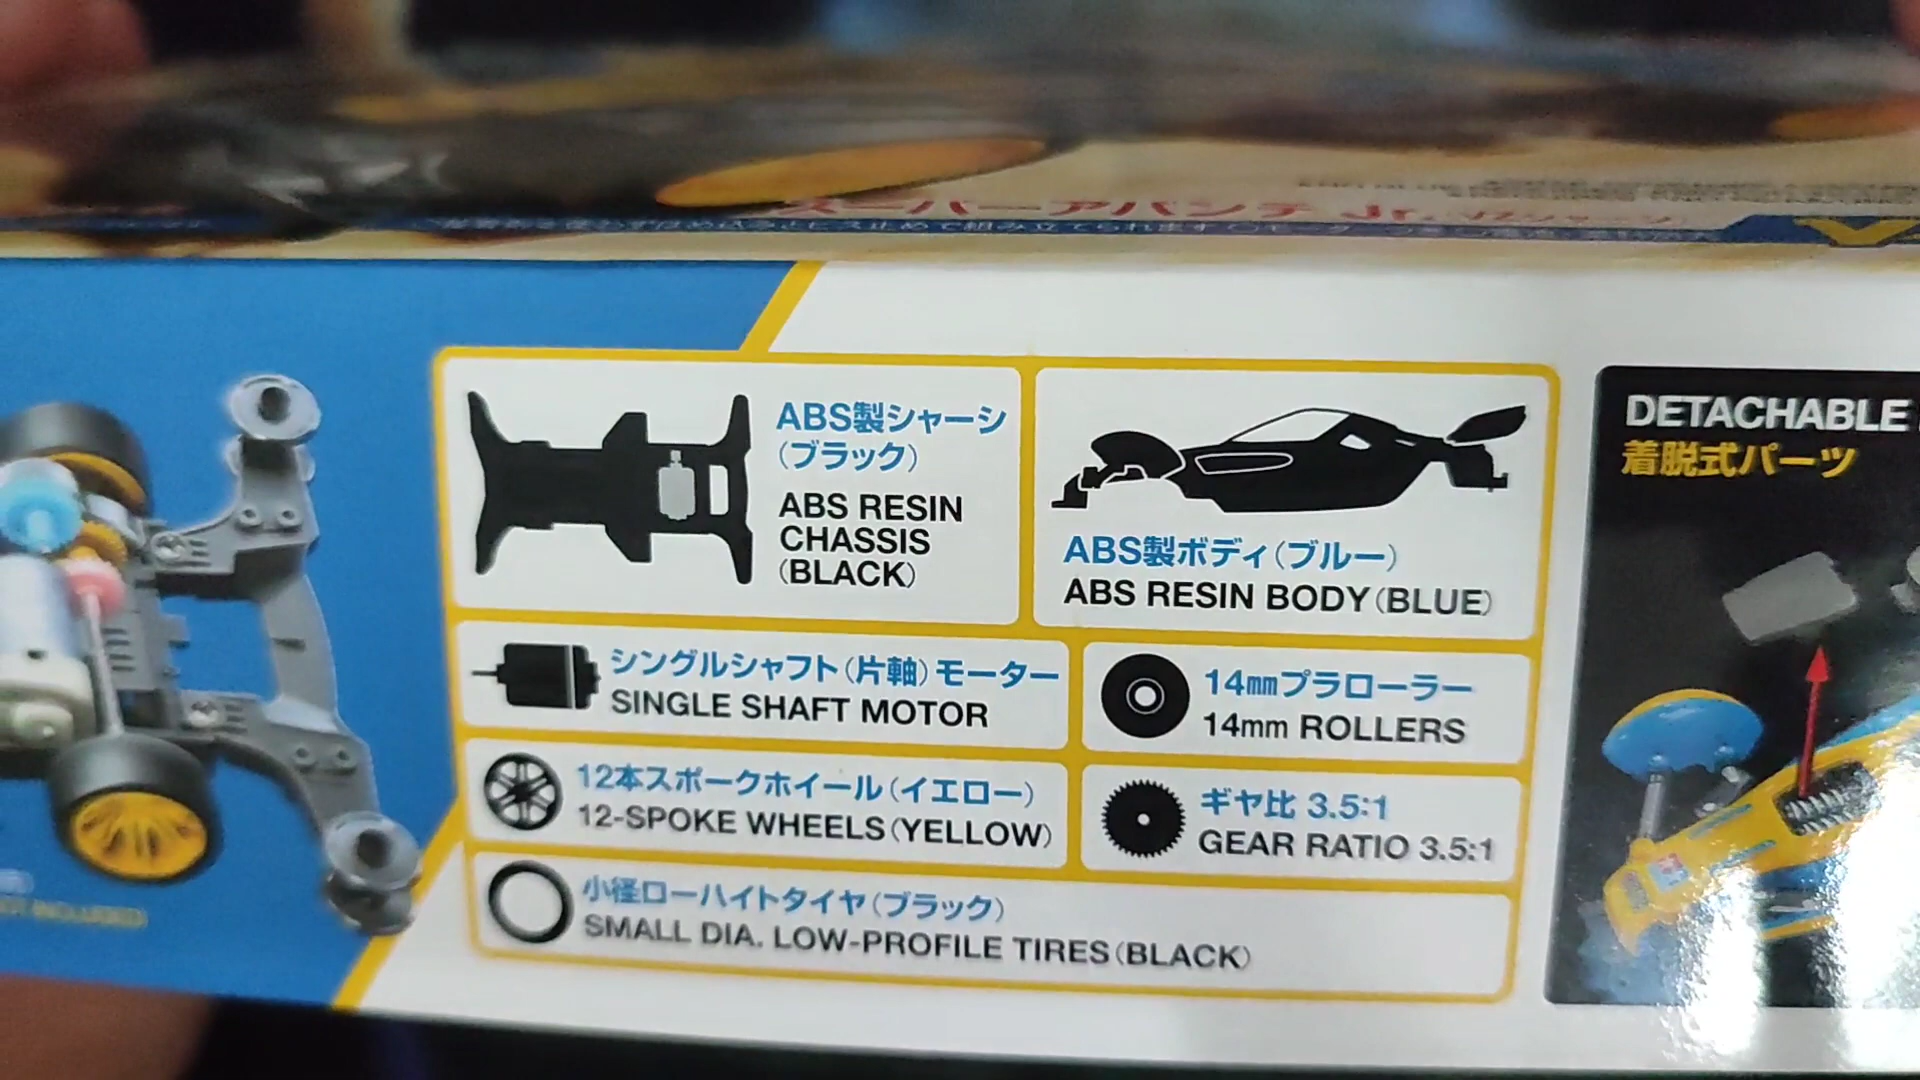 スーパーアバンテ Jr.
ABS製シャーシ
（ブラック）
ABS RESIN
CHASSIS
(BLACK)
ABS製ボディ（ブルー）
ABS RESIN BODY (BLUE)
シングルシャフト（片軸）モーター
SINGLE SHAFT MOTOR
14mmプラローラー
14mm ROLLERS
12本スポークホイール（イエロー）
12-SPOKE WHEELS (YELLOW)
ギヤ比 3.5:1
GEAR RATIO 3.5:1
小径ローハイトタイヤ（ブラック）
SMALL DIA. LOW-PROFILE TIRES (BLACK)
DETACHABLE
着脱式パーツ
INCLUDED)